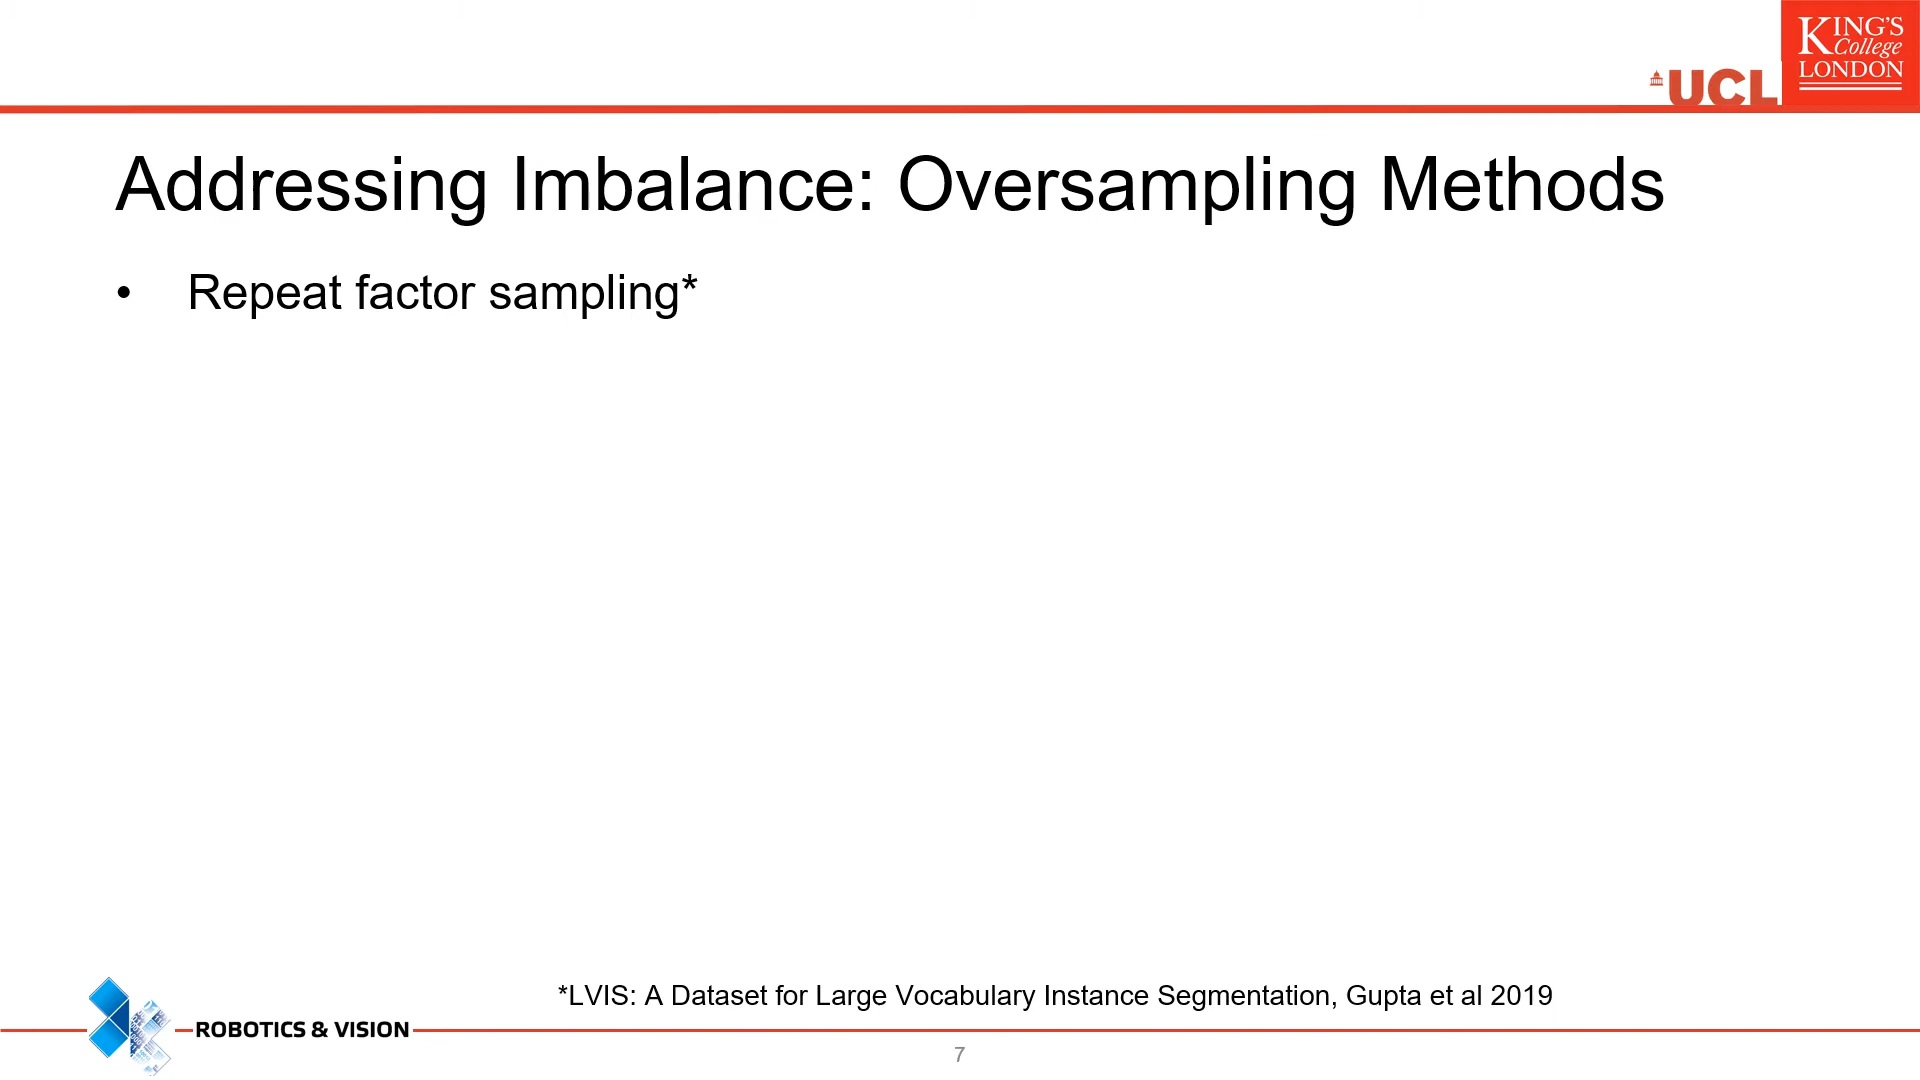 KING'S
College
LONDON
UCL
Addressing Imbalance: Oversampling Methods
• Repeat factor sampling*
*LVIS: A Dataset for Large Vocabulary Instance Segmentation, Gupta et al 2019
ROBOTICS & VISION
7